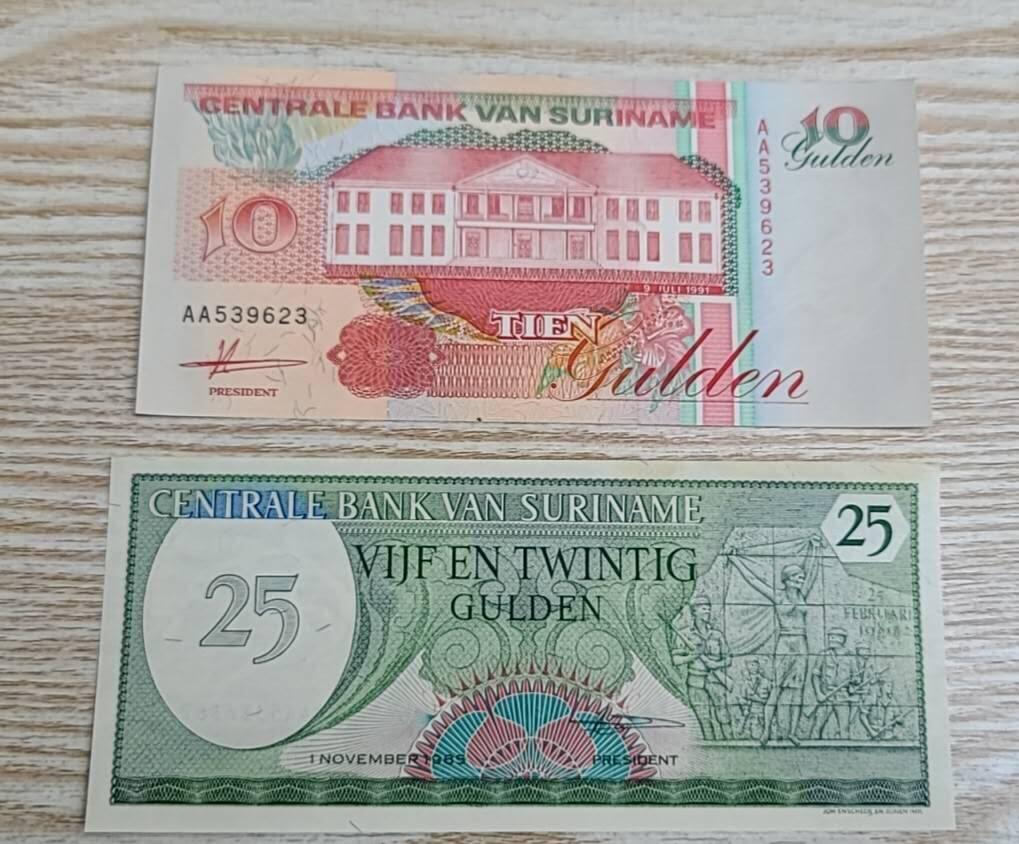 CENTRALE BANK VAN SURINAME
10
Gulden
AA539623
10
9 JULI 1991
AA539623
TIEN
Gulden
PRESIDENT
CENTRALE BANK VAN SURINAME
25
25
VIJF EN TWINTIG
GULDEN
25
FEBRUARI
1 NOVEMBER 1985
PRESIDENT